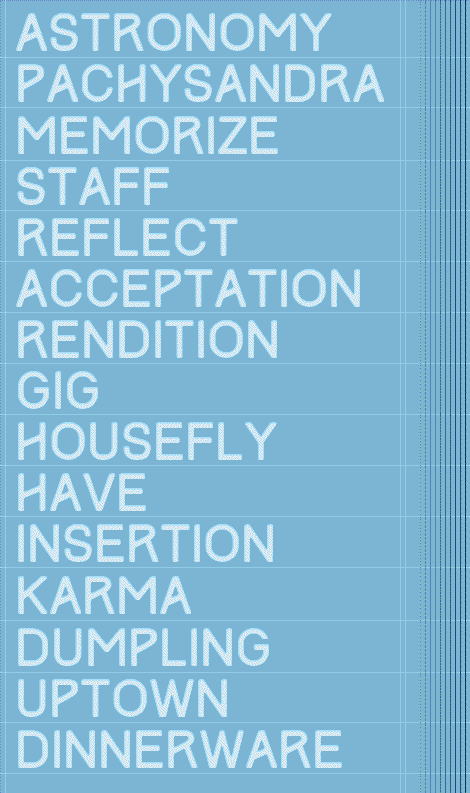 ASTRONOMY
PACHYSANDRA
MEMORIZE
STAFF
REFLECT
ACCEPTATION
RENDITION
GIG
HOUSEFLY
HAVE
INSERTION
KARMA
DUMPLING
UPTOWN
DINNERWARE